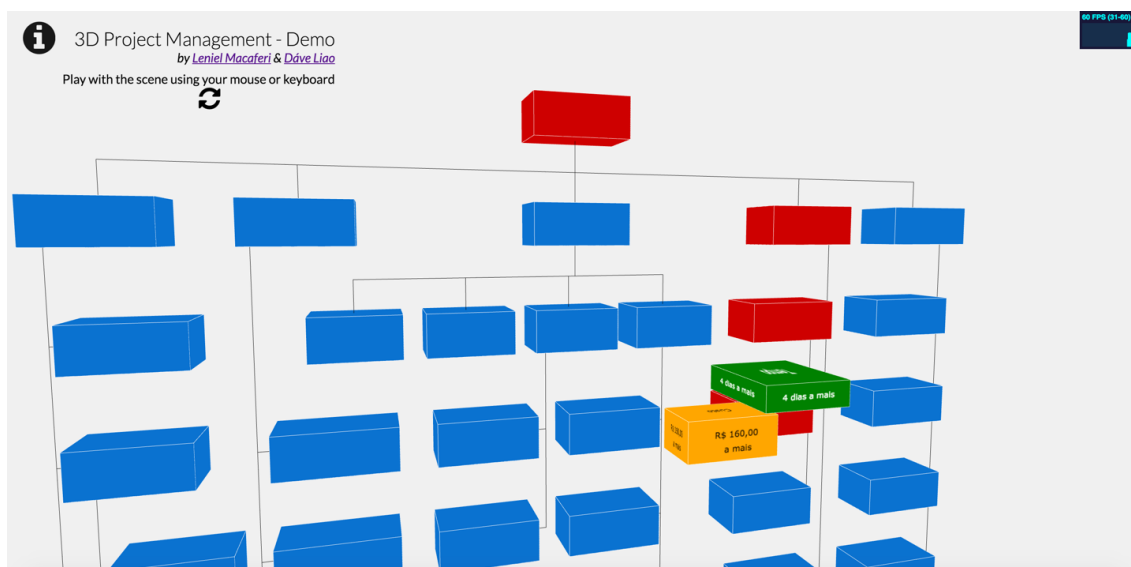 60 FPS (31-60)
3D Project Management - Demo
by Leniel Macaferi & Dáve Liao
Play with the scene using your mouse or keyboard
4 dias a mais
4 dias a mais
R$ 160,00
a mais